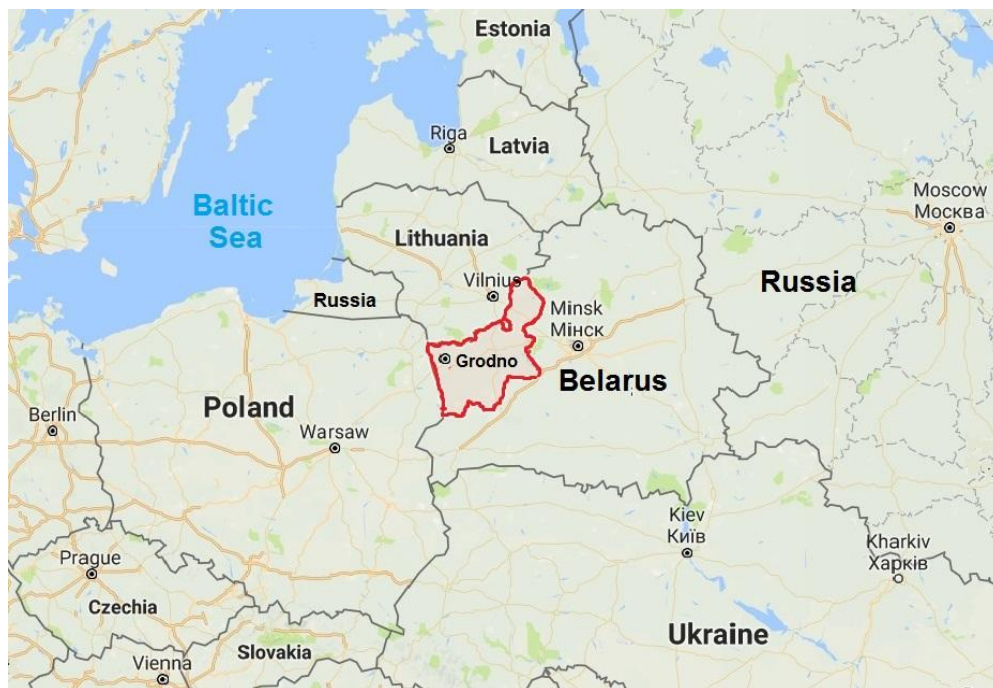 Estonia
Riga
Latvia
Moscow
Москва
Baltic
Sea
Lithuania
Vilnius
Russia
Russia
Minsk
Мінск
Grodno
Belarus
Poland
Berlin
Warsaw
Kiev
Київ
Kharkiv
Харків
Prague
Czechia
Ukraine
Slovakia
Vienna